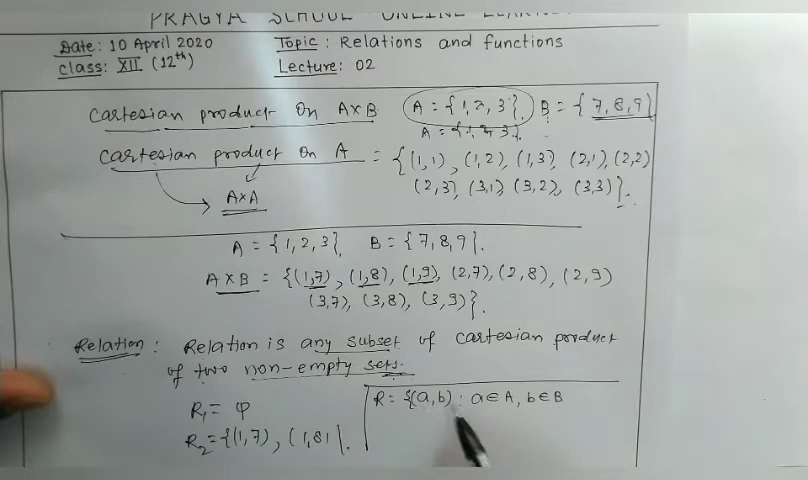 PRAGYA SCHOOL ONLINE
Date: 10 April 2020 Topic: Relations and functions
Class: XII (12th) Lecture: 02
Cartesian product On A×B A = {1,2,3}, B = {7,8,9}
A = {1,2,3}.
Cartesian product On A = {(1,1), (1,2), (1,3), (2,1), (2,2)
(2,3), (3,1), (3,2), (3,3)}.
A×A
A = {1,2,3}, B = {7,8,9}.
A×B = {(1,7), (1,8), (1,9), (2,7), (2,8), (2,9)
(3,7), (3,8), (3,9)}.
Relation: Relation is any subset of cartesian product
of two non-empty sets.
R₁ = φ
R = {(a,b) : a∈A, b∈B
R₂ = {(1,7), (1,8)}.